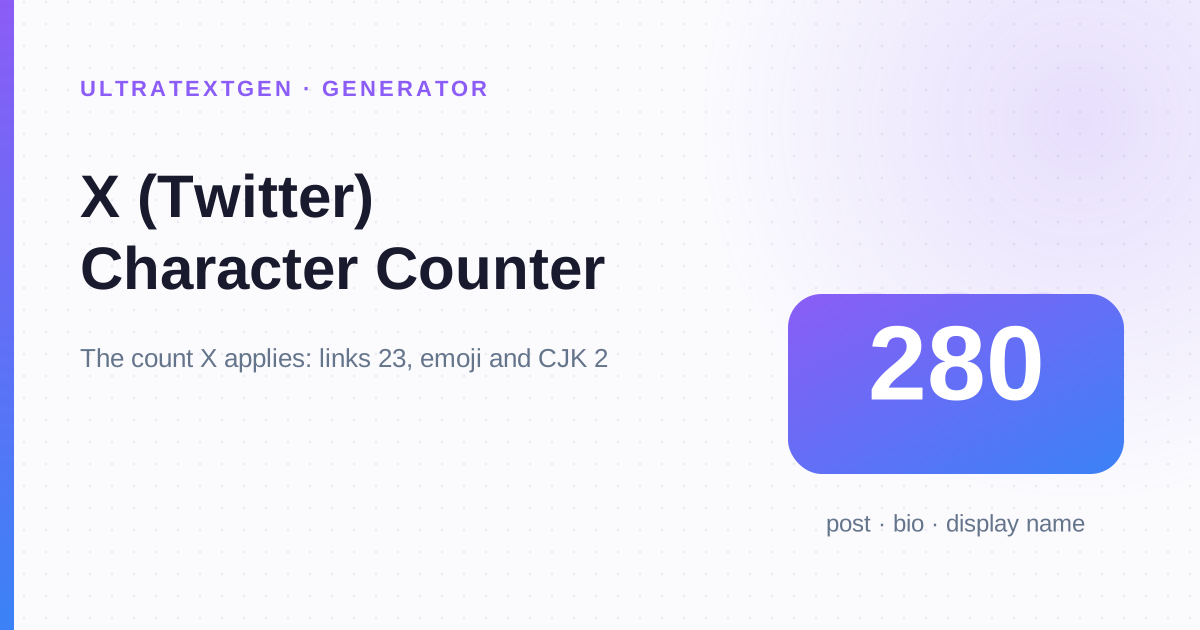 ULTRATEXTGEN · GENERATOR
X (Twitter)
Character Counter
The count X applies: links 23, emoji and CJK 2
280
post · bio · display name